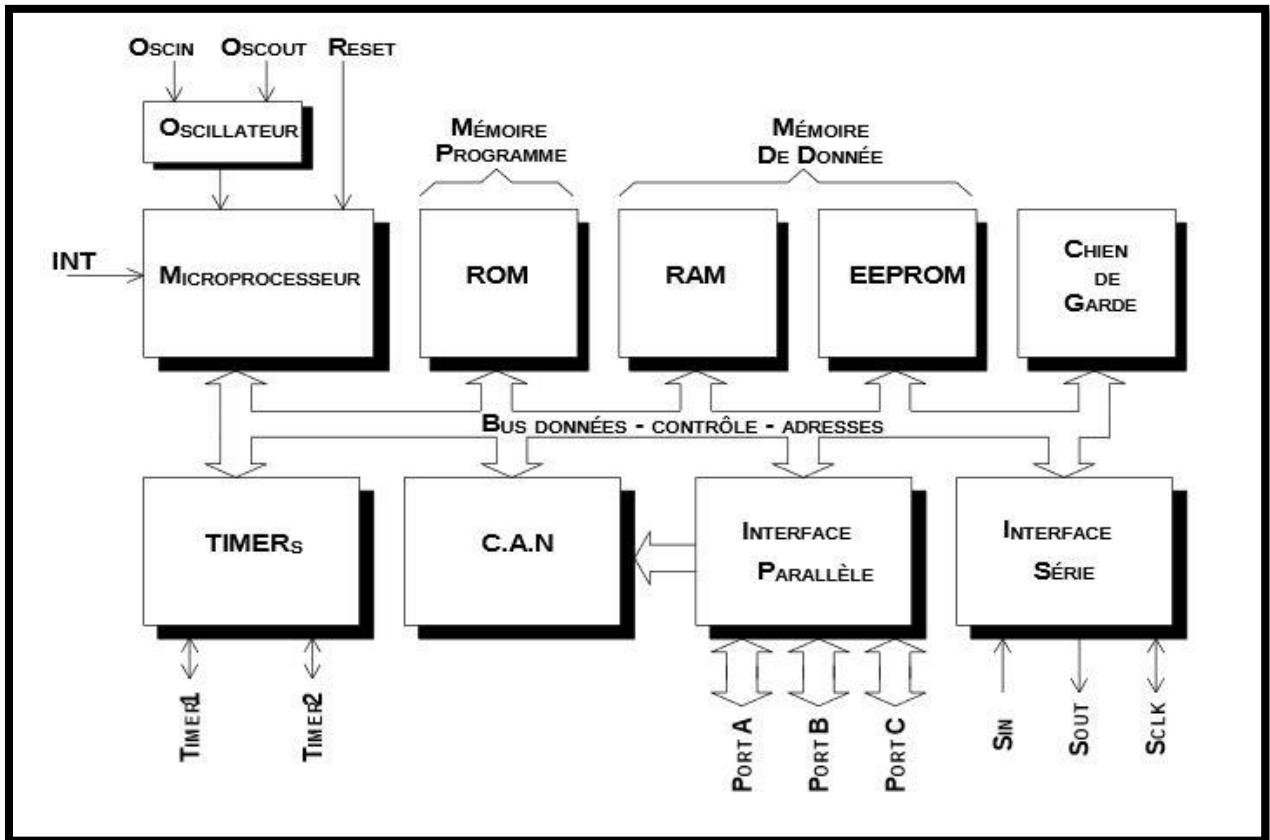 OSCIN OSCOUT RESET
OSCILLATEUR
MÉMOIRE
PROGRAMME
MÉMOIRE
DE DONNÉE
INT
MICROPROCESSEUR
ROM
RAM
EEPROM
CHIEN
DE
GARDE
BUS DONNÉES - CONTRÔLE - ADRESSES
TIMERS
C.A.N
INTERFACE
PARALLÈLE
INTERFACE
SÉRIE
TIMER1
TIMER2
PORT A
PORT B
PORT C
SIN
SOUT
SCLK